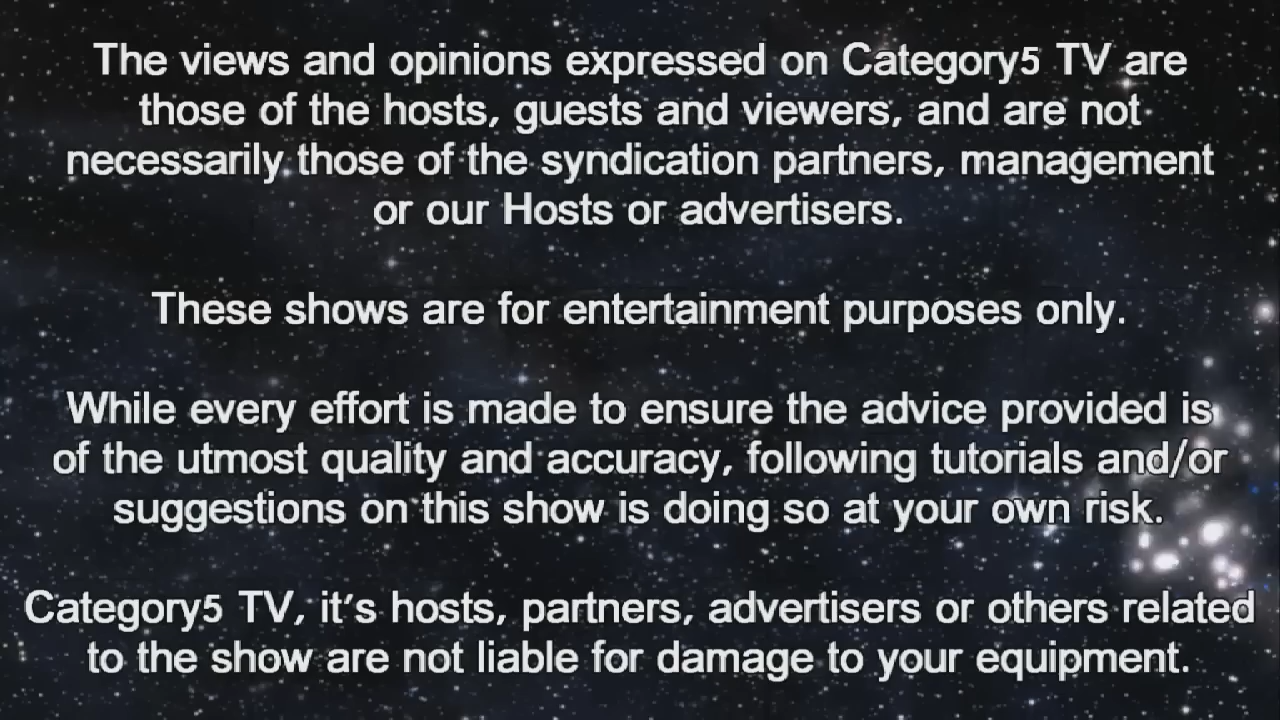 The views and opinions expressed on Category5 TV are
those of the hosts, guests and viewers, and are not
necessarily those of the syndication partners, management
or our Hosts or advertisers.
These shows are for entertainment purposes only.
While every effort is made to ensure the advice provided is
of the utmost quality and accuracy, following tutorials and/or
suggestions on this show is doing so at your own risk.
Category5 TV, it's hosts, partners, advertisers or others related
to the show are not liable for damage to your equipment.